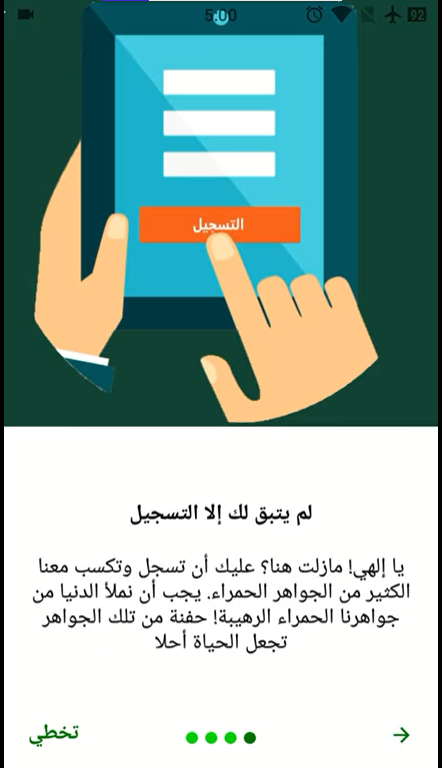 5:00
92
التسجيل
لم يتبق لك إلا التسجيل
يا إلهي! مازلت هنا؟ عليك أن تسجل وتكسب معنا
الكثير من الجواهر الحمراء. يجب أن نملأ الدنيا من
جواهرنا الحمراء الرهيبة! حفنة من تلك الجواهر
تجعل الحياة أحلا
تخطي